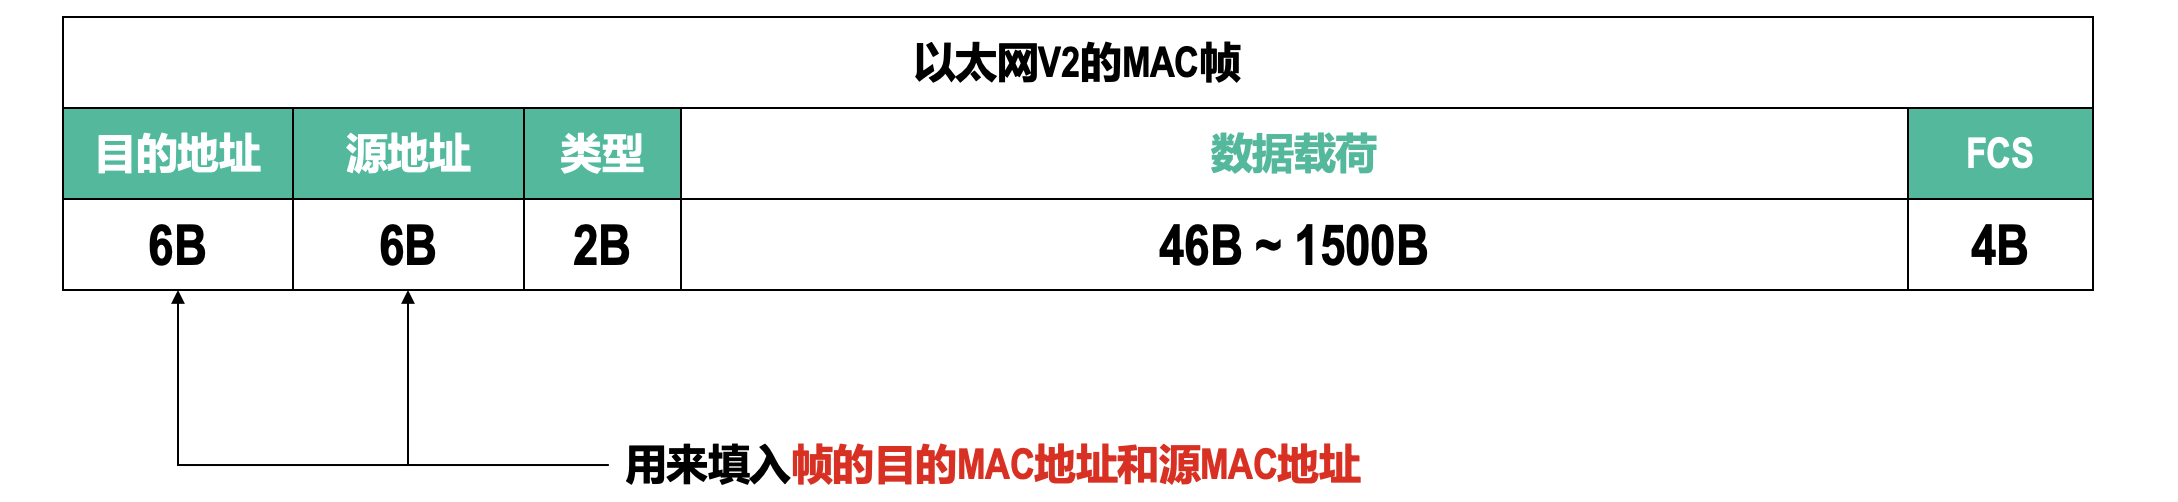 以太网V2的MAC帧
目的地址 源地址 类型 数据载荷 FCS
6B 6B 2B 46B ~ 1500B 4B
用来填入帧的目的MAC地址和源MAC地址